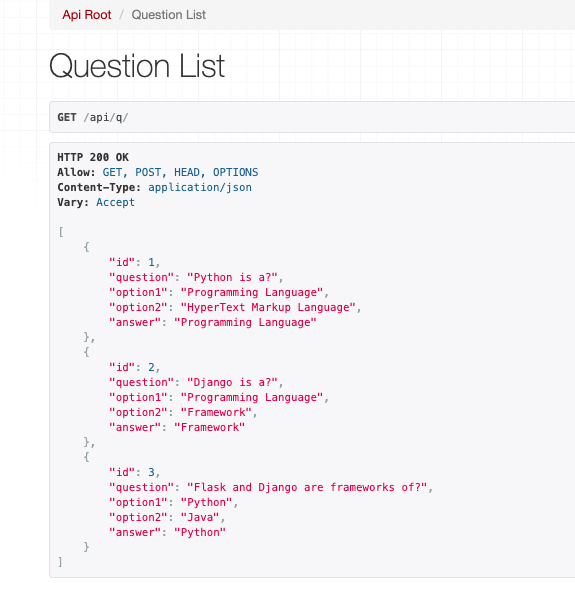 Api Root / Question List
Question List
GET /api/q/
HTTP 200 OK
Allow: GET, POST, HEAD, OPTIONS
Content-Type: application/json
Vary: Accept
[
    {
        "id": 1,
        "question": "Python is a?",
        "option1": "Programming Language",
        "option2": "HyperText Markup Language",
        "answer": "Programming Language"
    },
    {
        "id": 2,
        "question": "Django is a?",
        "option1": "Programming Language",
        "option2": "Framework",
        "answer": "Framework"
    },
    {
        "id": 3,
        "question": "Flask and Django are frameworks of?",
        "option1": "Python",
        "option2": "Java",
        "answer": "Python"
    }
]